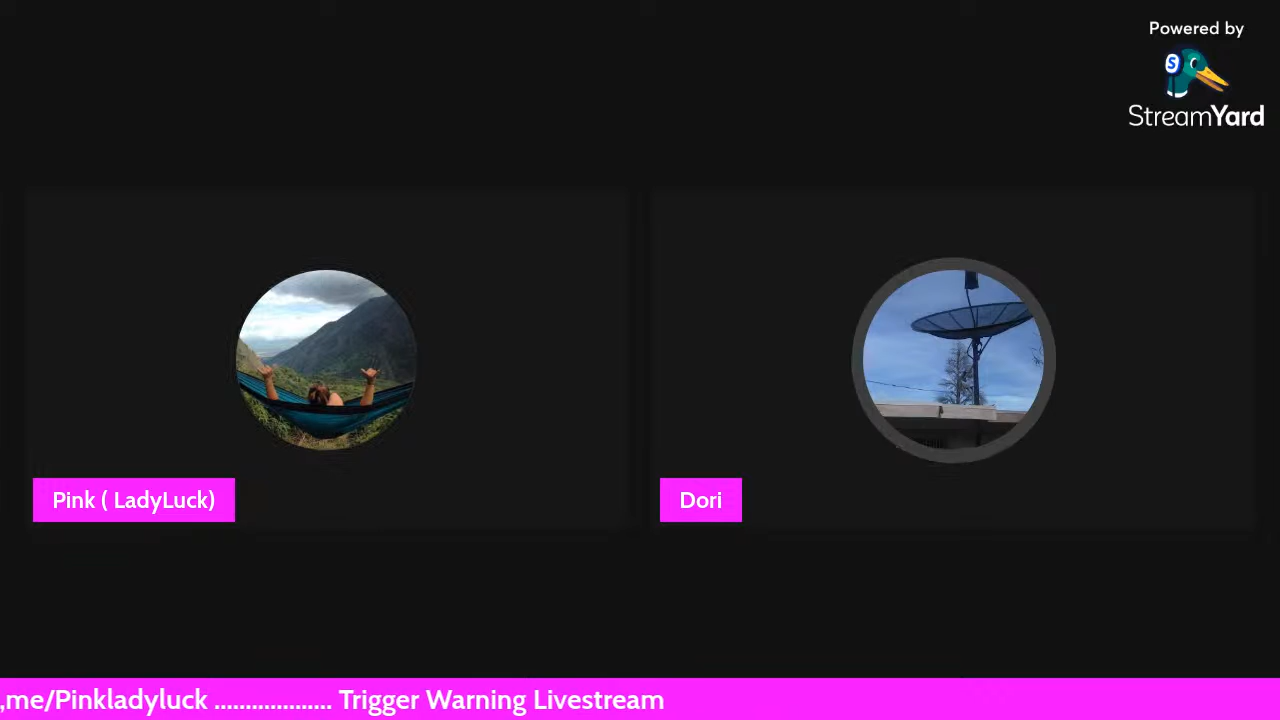 Powered by
S
StreamYard
Pink ( LadyLuck)
Dori
,me/Pinkladyluck ................... Trigger Warning Livestream